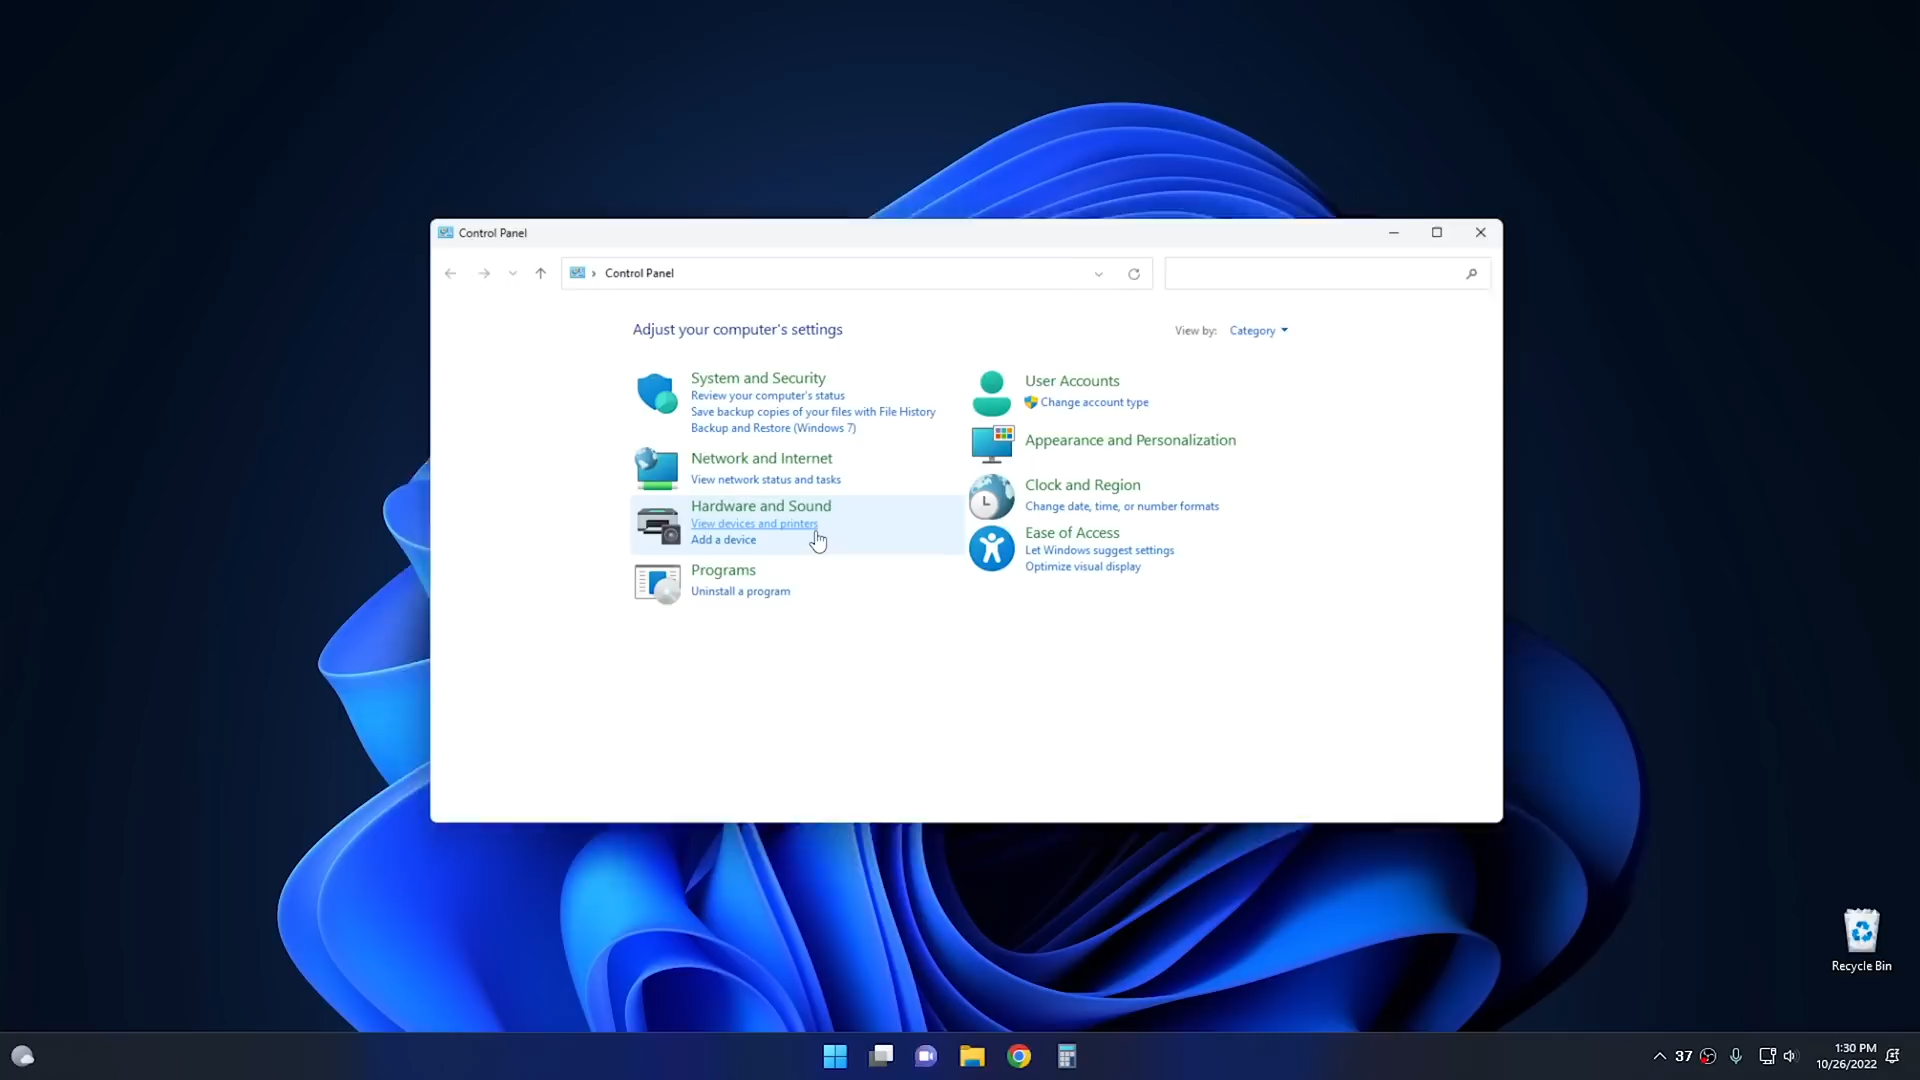 Control Panel
Control Panel
Adjust your computer's settings
View by: Category
System and Security
Review your computer's status
Save backup copies of your files with File History
Backup and Restore (Windows 7)
Network and Internet
View network status and tasks
Hardware and Sound
View devices and printers
Add a device
Programs
Uninstall a program
User Accounts
Change account type
Appearance and Personalization
Clock and Region
Change date, time, or number formats
Ease of Access
Let Windows suggest settings
Optimize visual display
Recycle Bin
37
1:30 PM
10/26/2022